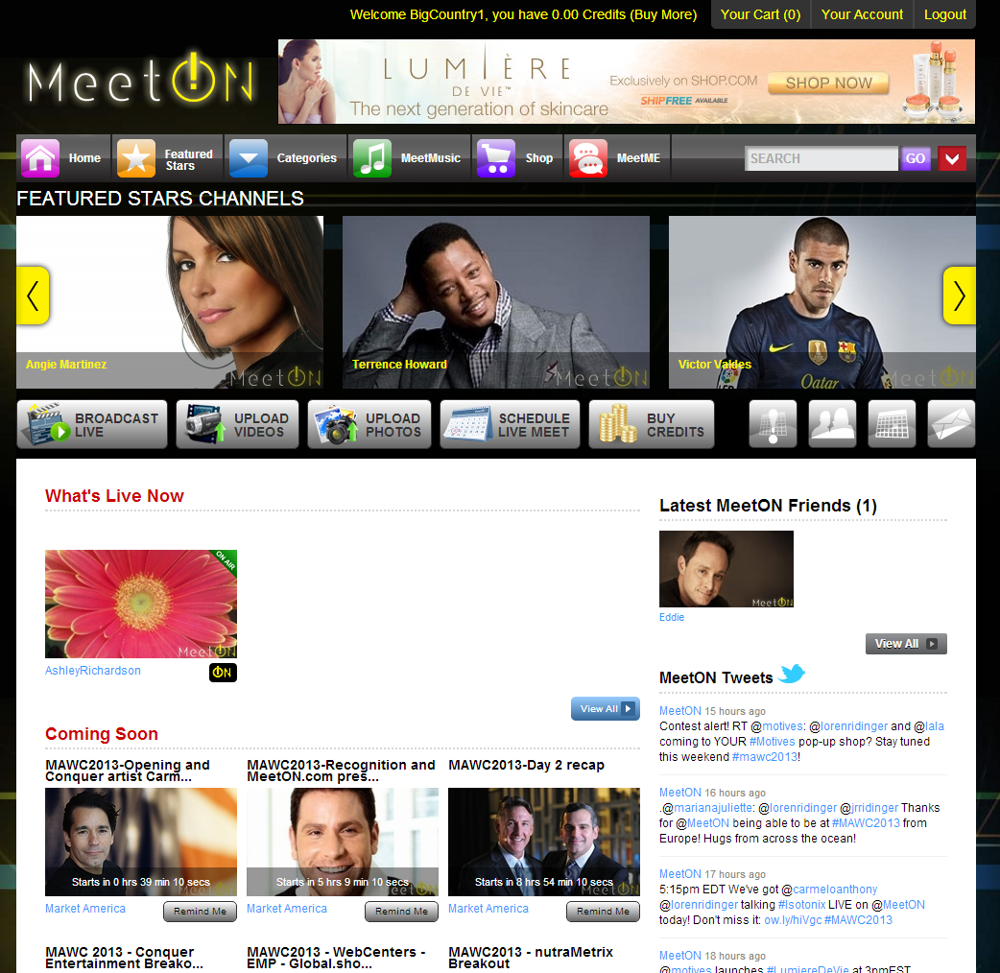 Welcome BigCountry1, you have 0.00 Credits (Buy More)
Your Cart (0)
Your Account
Logout
MeetON
LUMIÈRE
DE VIE™
The next generation of skincare
Exclusively on SHOP.COM
SHIPFREE AVAILABLE
SHOP NOW
Home
Featured
Stars
Categories
MeetMusic
Shop
MeetME
SEARCH
GO
FEATURED STARS CHANNELS
Angie Martinez
MeetON
Terrence Howard
MeetON
Victor Valdes
Qatar
MeetON
BROADCAST
LIVE
UPLOAD
VIDEOS
UPLOAD
PHOTOS
SCHEDULE
LIVE MEET
BUY
CREDITS
What's Live Now
ON AIR
MeetON
AshleyRichardson
ON
View All
Coming Soon
MAWC2013-Opening and
Conquer artist Carm...
Starts in 0 hrs 39 min 10 secs
Market America
Remind Me
MAWC2013-Recognition and
MeetON.com pres...
Starts in 5 hrs 9 min 10 secs
Market America
Remind Me
MAWC2013-Day 2 recap
Starts in 8 hrs 54 min 10 secs
MeetON
Market America
Remind Me
MAWC 2013 - Conquer
Entertainment Breako...
MAWC2013 - WebCenters -
EMP - Global.sho...
MAWC2013 - nutraMetrix
Breakout
Latest MeetON Friends (1)
MeetON
Eddie
View All
MeetON Tweets
MeetON 15 hours ago
Contest alert! RT @motives: @lorenridinger and @lala
coming to YOUR #Motives pop-up shop? Stay tuned
this weekend #mawc2013!
MeetON 16 hours ago
.@marianajuliette: @lorenridinger @jrridinger Thanks
for @MeetON being able to be at #MAWC2013 from
Europe! Hugs from across the ocean!
MeetON 17 hours ago
5:15pm EDT We've got @carmeloanthony
@lorenridinger talking #Isotonix LIVE on @MeetON
today! Don't miss it: ow.ly/hiVgc #MAWC2013
MeetON 18 hours ago
@motives launches #LumiereDeVie at 3pmEST